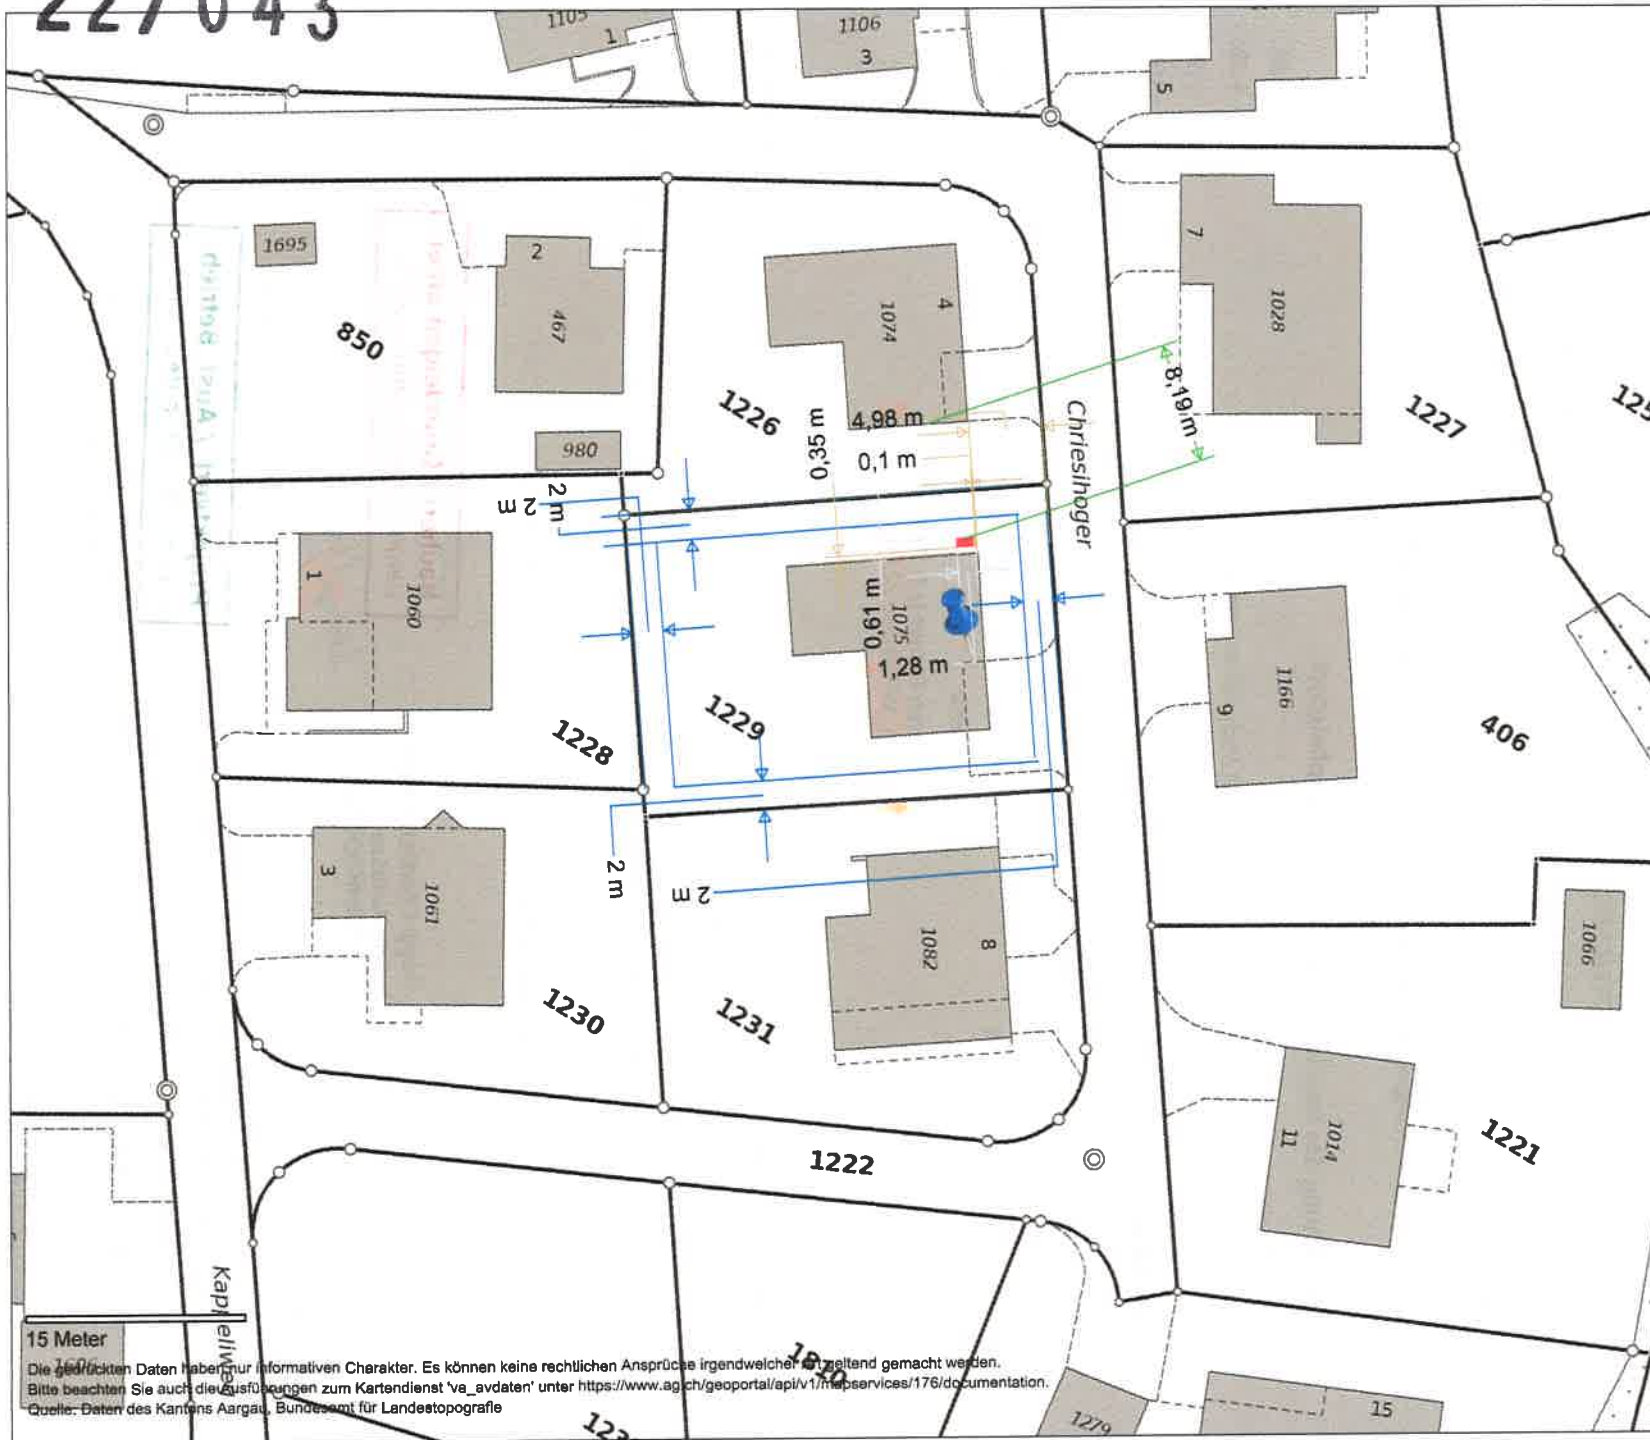 227043
1105
1
1106
3
5
1695
2
467
850
980
4
1074
1226
7
1028
1227
125
Chriesihoger
8,19 m
4,98 m
0,35 m
0,1 m
2 m
2 m
1
1060
1228
1075
0,61 m
1,28 m
1229
1166
9
406
2 m
2 m
3
1061
1230
8
1082
1231
1066
1222
1014
11
1221
Kappeliweg
15 Meter
1606
1810
Die gedruckten Daten haben nur informativen Charakter. Es können keine rechtlichen Ansprüche irgendwelcher Art geltend gemacht werden.
Bitte beachten Sie auch die Ausführungen zum Kartendienst 'va_avdaten' unter https://www.ag.ch/geoportal/api/v1/mapservices/176/documentation.
Quelle: Daten des Kantons Aargau, Bundesamt für Landestopografie
123
1279
15